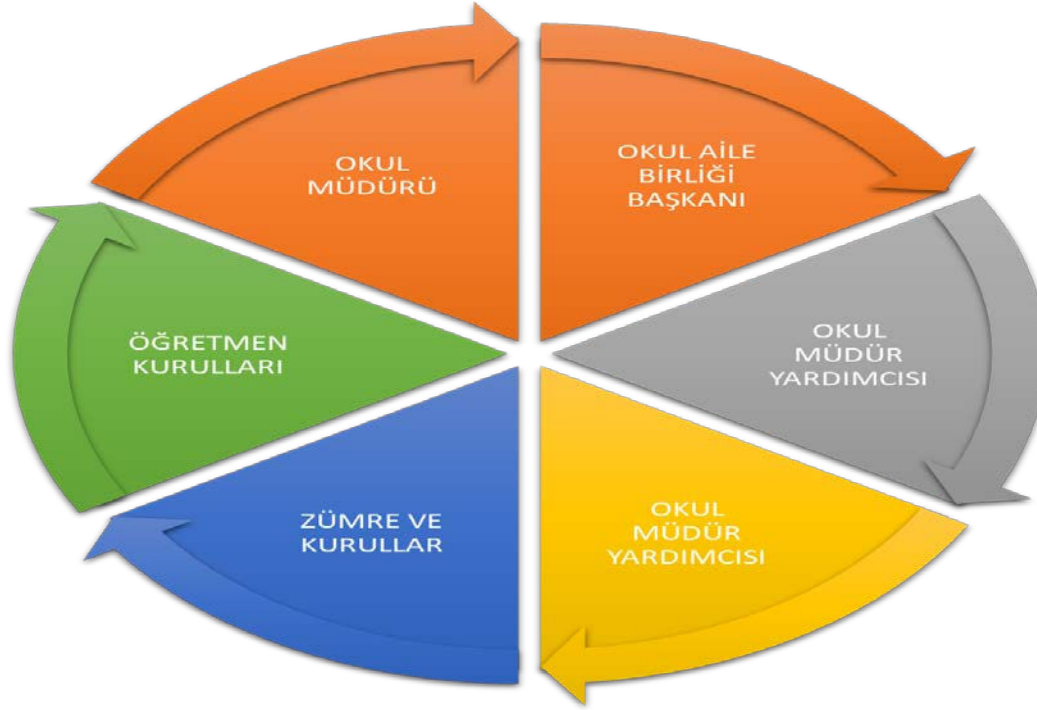 OKUL
MÜDÜRÜ
OKUL AİLE
BİRLİĞİ
BAŞKANI
OKUL
MÜDÜR
YARDIMCISI
OKUL
MÜDÜR
YARDIMCISI
ZÜMRE VE
KURULLAR
ÖĞRETMEN
KURULLARI